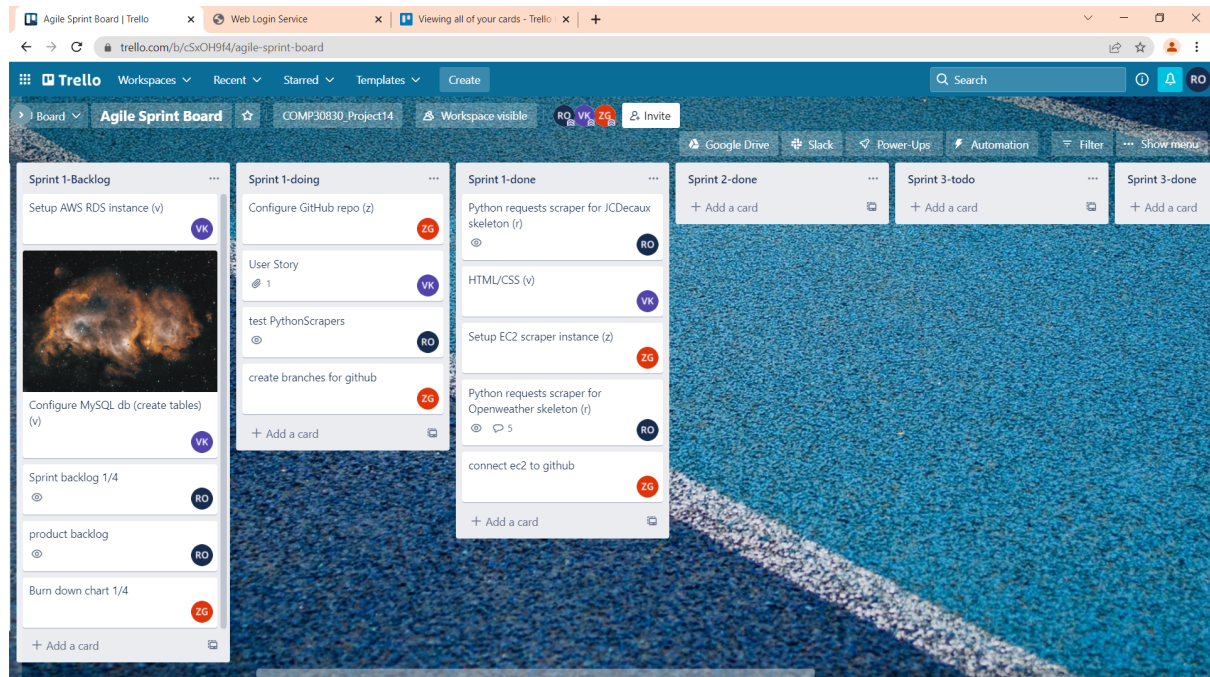 Agile Sprint Board | Trello
Web Login Service
Viewing all of your cards - Trello
trello.com/b/cSxOH9f4/agile-sprint-board
Trello
Workspaces
Recent
Starred
Templates
Create
Search
RO
Board
Agile Sprint Board
COMP30830_Project14
Workspace visible
RO
VK
ZG
Invite
Google Drive
Slack
Power-Ups
Automation
Filter
Show menu
Sprint 1-Backlog
Setup AWS RDS instance (v)
VK
Configure MySQL db (create tables)
(v)
VK
Sprint backlog 1/4
RO
product backlog
RO
Burn down chart 1/4
ZG
+ Add a card
Sprint 1-doing
Configure GitHub repo (z)
ZG
User Story
1
VK
test PythonScrapers
RO
create branches for github
ZG
+ Add a card
Sprint 1-done
Python requests scraper for JCDecaux
skeleton (r)
RO
HTML/CSS (v)
VK
Setup EC2 scraper instance (z)
ZG
Python requests scraper for
Openweather skeleton (r)
5
RO
connect ec2 to github
ZG
+ Add a card
Sprint 2-done
+ Add a card
Sprint 3-todo
+ Add a card
Sprint 3-done
+ Add a card